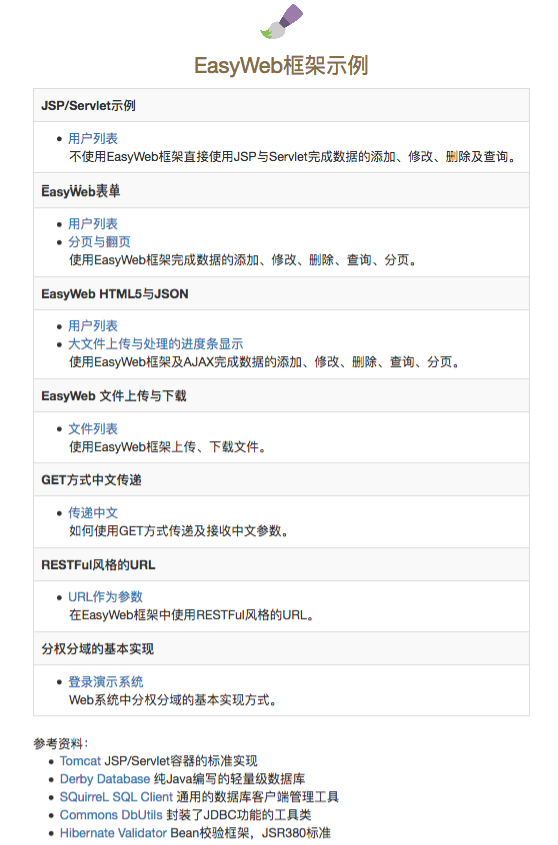 EasyWeb框架示例
JSP/Servlet示例
用户列表
不使用EasyWeb框架直接使用JSP与Servlet完成数据的添加、修改、删除及查询。
EasyWeb表单
用户列表
分页与翻页
使用EasyWeb框架完成数据的添加、修改、删除、查询、分页。
EasyWeb HTML5与JSON
用户列表
大文件上传与处理的进度条显示
使用EasyWeb框架及AJAX完成数据的添加、修改、删除、查询、分页。
EasyWeb 文件上传与下载
文件列表
使用EasyWeb框架上传、下载文件。
GET方式中文传递
传递中文
如何使用GET方式传递及接收中文参数。
RESTFul风格的URL
URL作为参数
在EasyWeb框架中使用RESTFul风格的URL。
分权分域的基本实现
登录演示系统
Web系统中分权分域的基本实现方式。
参考资料：
Tomcat JSP/Servlet容器的标准实现
Derby Database 纯Java编写的轻量级数据库
SQuirreL SQL Client 通用的数据库客户端管理工具
Commons DbUtils 封装了JDBC功能的工具类
Hibernate Validator Bean校验框架，JSR380标准